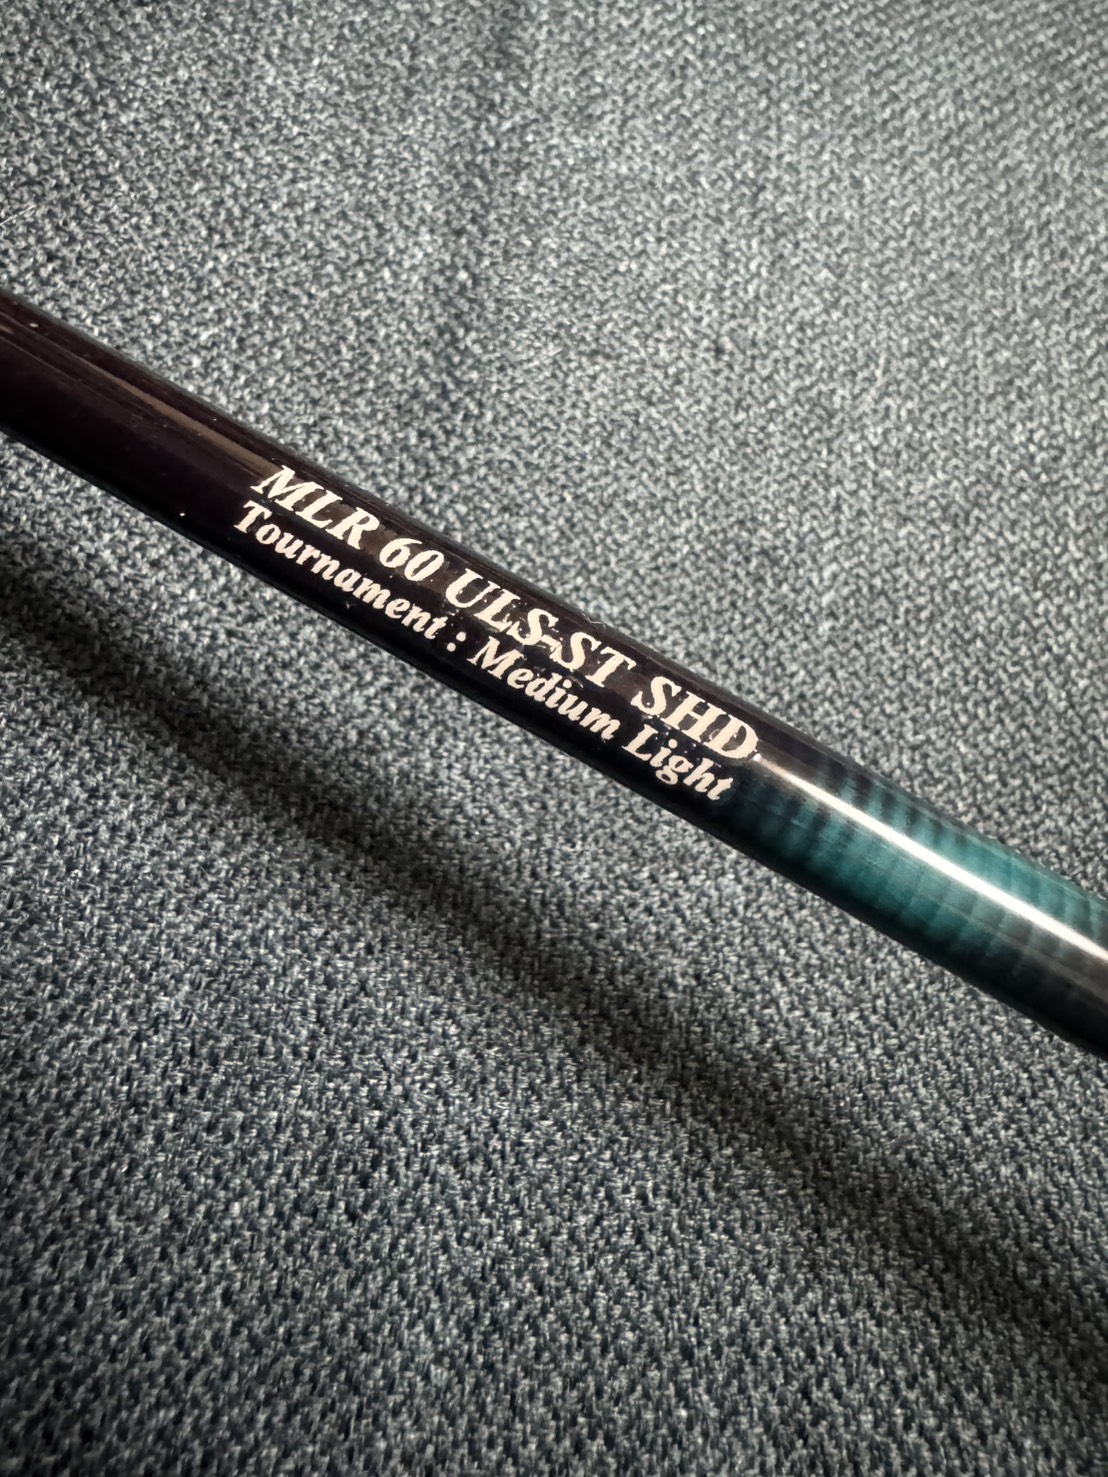 MLR 60 ULS-ST SHD
Tournament : Medium Light